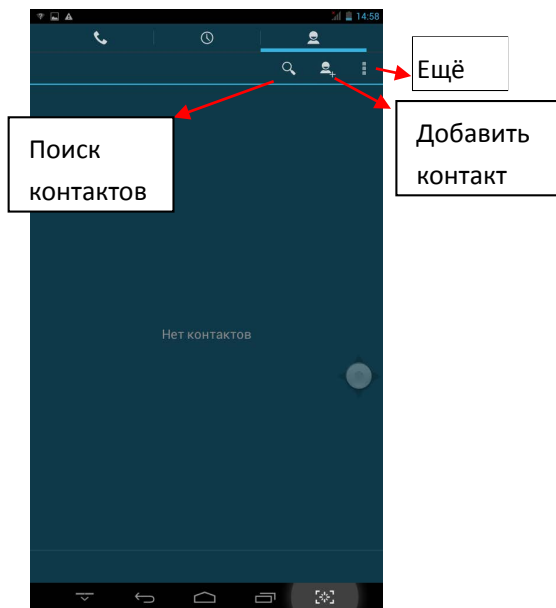 14:58
Ещё
Добавить
контакт
Поиск
контактов
Нет контактов